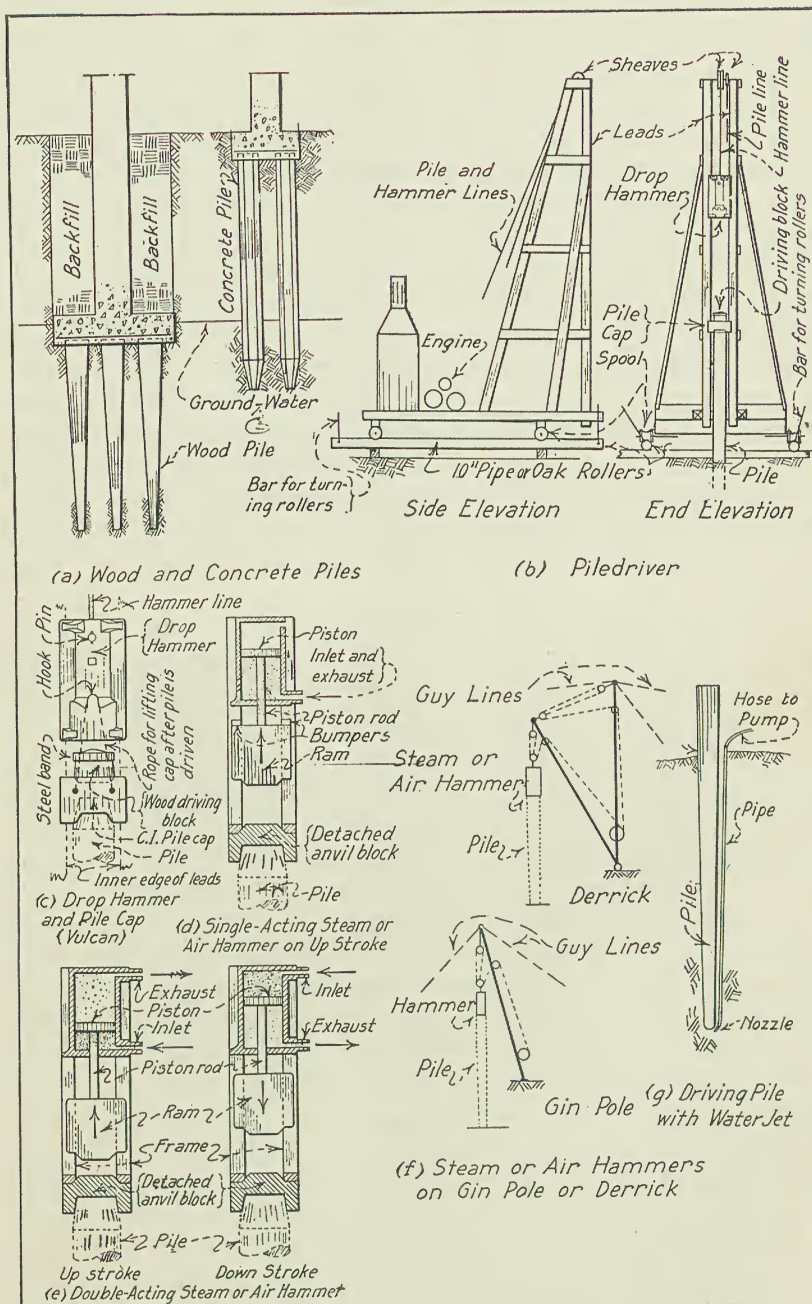 Backfill
Backfill
Concrete Pile
Ground-Water
Wood Pile
(a) Wood and Concrete Piles
Sheaves
Leads
Pile and
Hammer Lines
Drop
Hammer
Pile line
Hammer line
Driving block
Bar for turning rollers
Engine
Pile
Cap
Spool
Bar for turn-
ing rollers
10" Pipe or Oak Rollers
Pile
Side Elevation
End Elevation
(b) Piledriver
Hammer line
Pin
Hook
Drop
Hammer
Rope for lifting
cap after pile is
driven
Steel band
Wood driving
block
C.I. Pile cap
Pile
Inner edge of leads
(c) Drop Hammer
and Pile Cap
(Vulcan)
Piston
Inlet and
exhaust
Piston rod
Bumpers
Ram
Detached
anvil block
Pile
(d) Single-Acting Steam or
Air Hammer on Up Stroke
Exhaust
Piston
Inlet
Inlet
Exhaust
Piston rod
Ram
Frame
Detached
anvil block
Pile
Up stroke
Down Stroke
(e) Double-Acting Steam or Air Hammer
Guy Lines
Steam or
Air Hammer
Pile
Derrick
Guy Lines
Hammer
Pile
Gin Pole
(f) Steam or Air Hammers
on Gin Pole or Derrick
Hose to
Pump
Pipe
Pile
Nozzle
(g) Driving Pile
with Water Jet